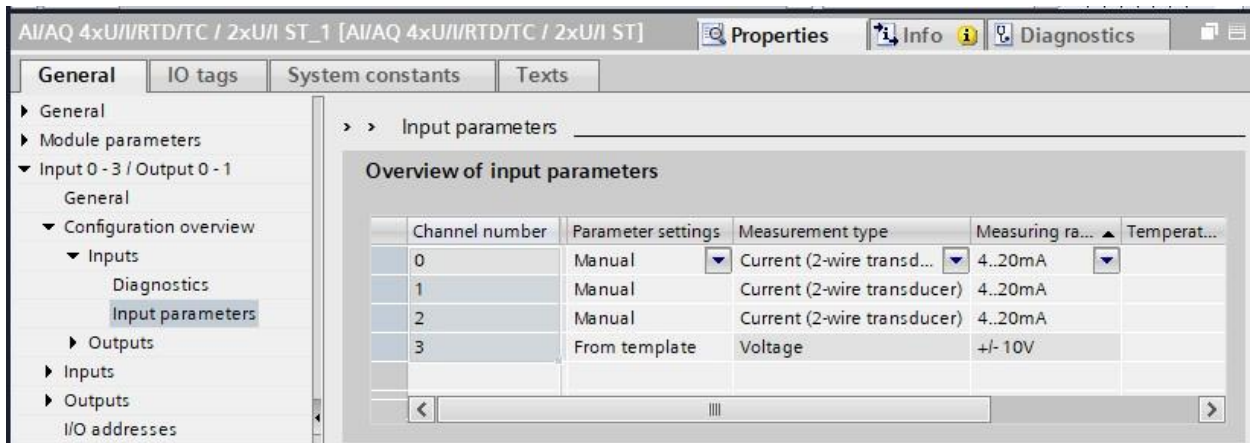 AI/AQ 4xU/I/RTD/TC / 2xU/I ST_1 [AI/AQ 4xU/I/RTD/TC / 2xU/I ST]
Properties
Info
Diagnostics
General
IO tags
System constants
Texts
General
Module parameters
Input 0 - 3 / Output 0 - 1
General
Configuration overview
Inputs
Diagnostics
Input parameters
Outputs
Inputs
Outputs
I/O addresses
> > Input parameters
Overview of input parameters
Channel number Parameter settings Measurement type Measuring ra... Temperat...
0 Manual Current (2-wire transd... 4..20mA
1 Manual Current (2-wire transducer) 4..20mA
2 Manual Current (2-wire transducer) 4..20mA
3 From template Voltage +/- 10V